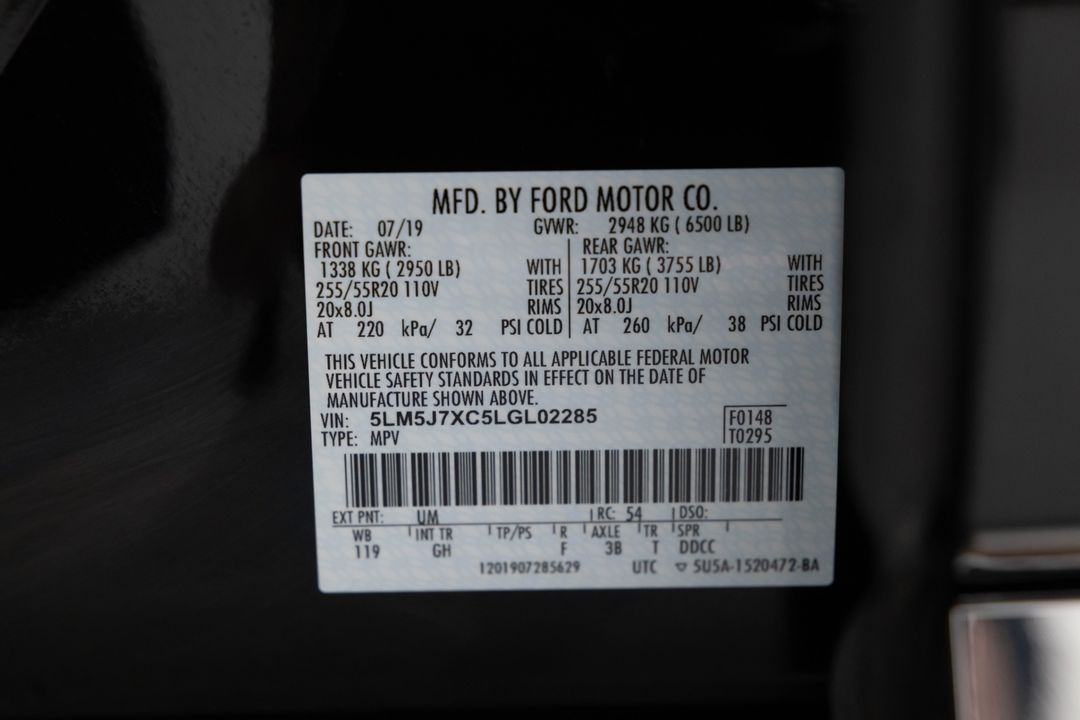 MFD. BY FORD MOTOR CO.
DATE: 07/19 GVWR: 2948 KG ( 6500 LB)
FRONT GAWR: REAR GAWR:
1338 KG ( 2950 LB) WITH 1703 KG ( 3755 LB) WITH
255/55R20 110V TIRES 255/55R20 110V TIRES
20x8.0J RIMS 20x8.0J RIMS
AT 220 kPa/ 32 PSI COLD AT 260 kPa/ 38 PSI COLD
THIS VEHICLE CONFORMS TO ALL APPLICABLE FEDERAL MOTOR
VEHICLE SAFETY STANDARDS IN EFFECT ON THE DATE OF
MANUFACTURE SHOWN ABOVE.
VIN: 5LM5J7XC5LGL02285 F0148
TYPE: MPV T0295
EXT PNT: UM RC: 54 DSO:
WB INT TR TP/PS R AXLE TR SPR
119 GH F 3B T DDCC
1201907285629 UTC ▽ 5U5A-1520472-BA